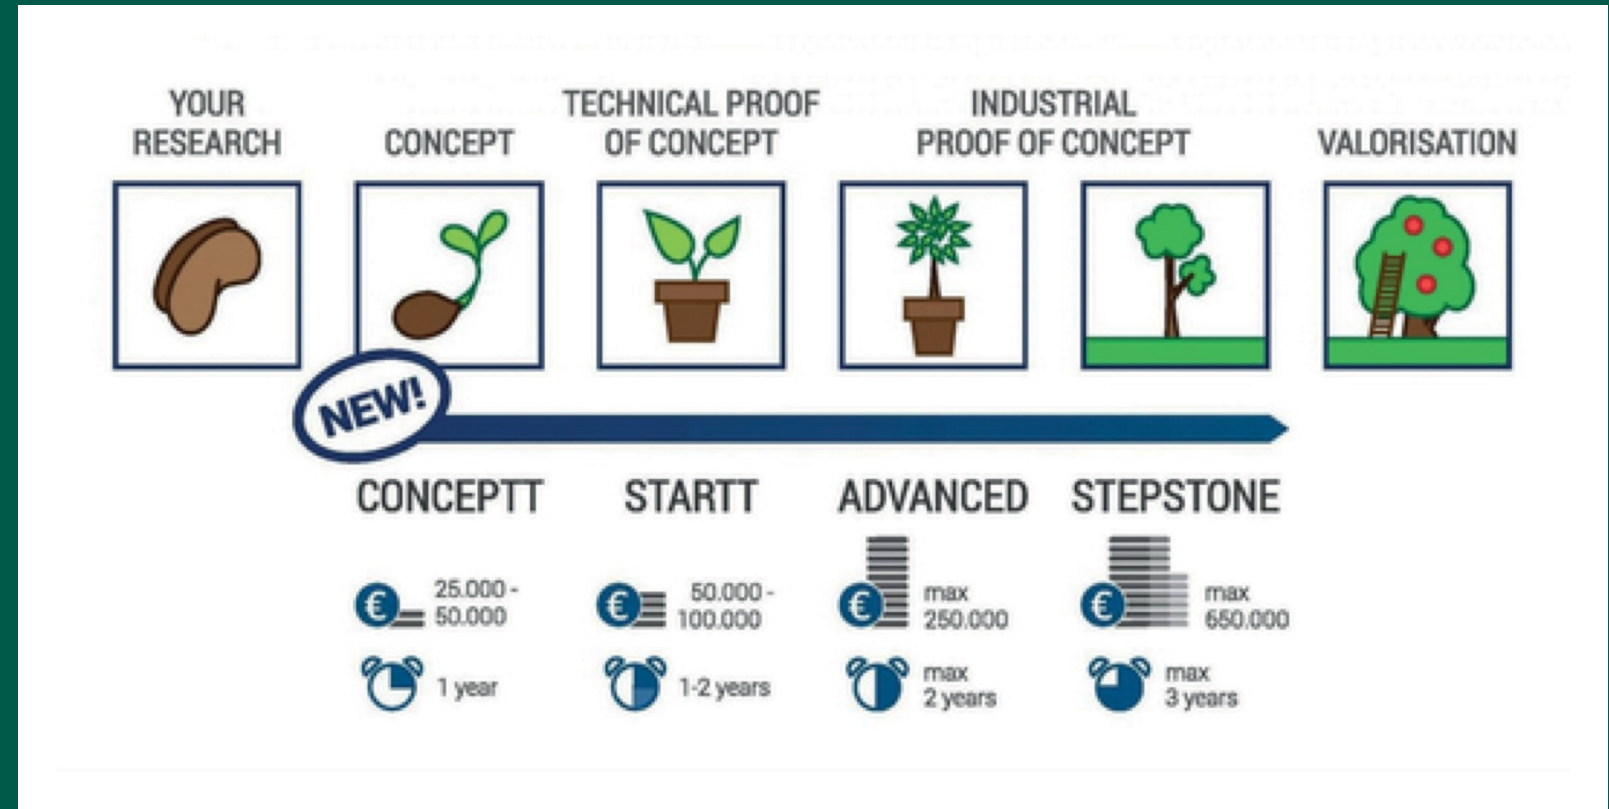 YOUR
RESEARCH
CONCEPT
TECHNICAL PROOF
OF CONCEPT
INDUSTRIAL
PROOF OF CONCEPT
VALORISATION
NEW!
CONCEPTT
STARTT
ADVANCED
STEPSTONE
€
25.000 -
50.000
€
50.000 -
100.000
€
max
250.000
€
max
650.000
1 year
1-2 years
max
2 years
max
3 years